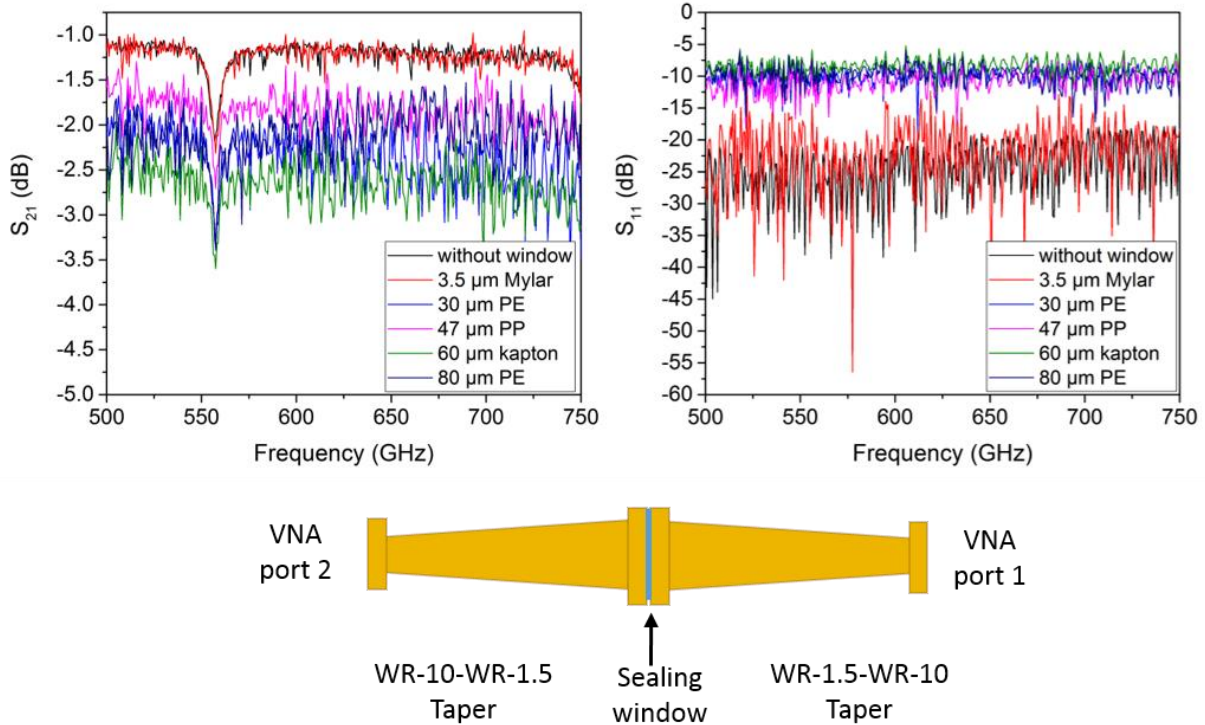 -1.0
-1.5
-2.0
-2.5
-3.0
-3.5
-4.0
-4.5
-5.0
S21 (dB)
without window
3.5 µm Mylar
30 µm PE
47 µm PP
60 µm kapton
80 µm PE
500 550 600 650 700 750
Frequency (GHz)
0
-5
-10
-15
-20
-25
-30
-35
-40
-45
-50
-55
-60
S11 (dB)
without window
3.5 µm Mylar
30 µm PE
47 µm PP
60 µm kapton
80 µm PE
500 550 600 650 700 750
Frequency (GHz)
VNA
port 2
VNA
port 1
WR-10-WR-1.5
Taper
Sealing
window
WR-1.5-WR-10
Taper